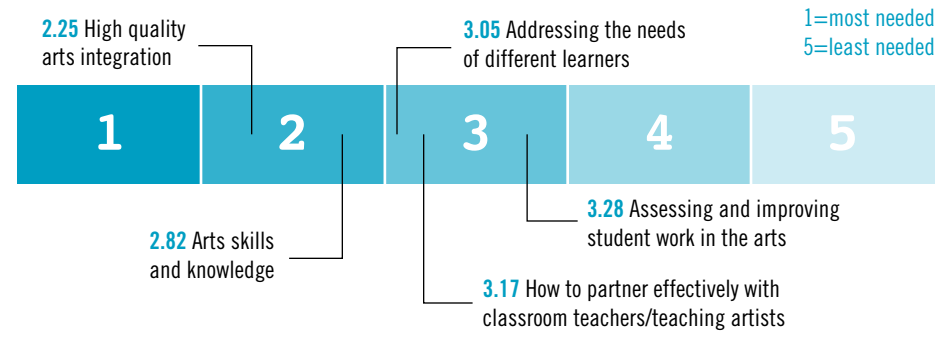 2.25 High quality
arts integration
3.05 Addressing the needs
of different learners
1=most needed
5=least needed
1 2 3 4 5
2.82 Arts skills
and knowledge
3.28 Assessing and improving
student work in the arts
3.17 How to partner effectively with
classroom teachers/teaching artists